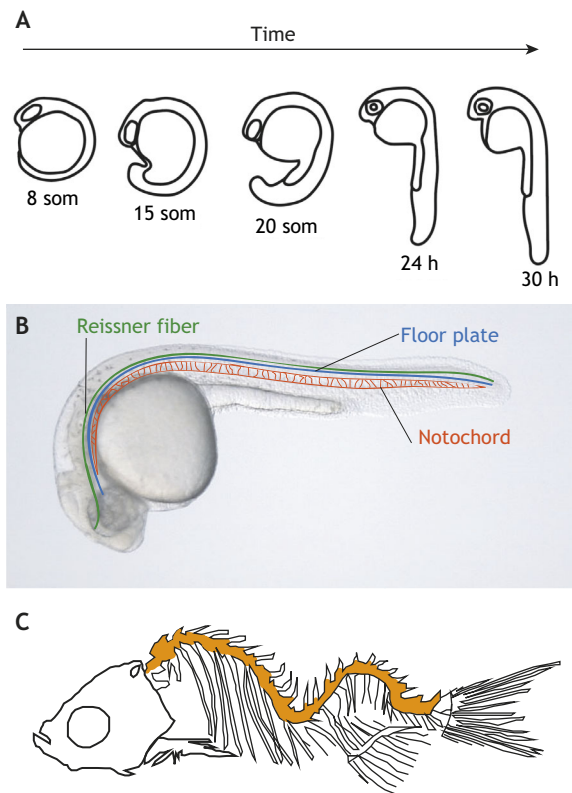 A
Time
8 som
15 som
20 som
24 h
30 h
B
Reissner fiber
Floor plate
Notochord
C